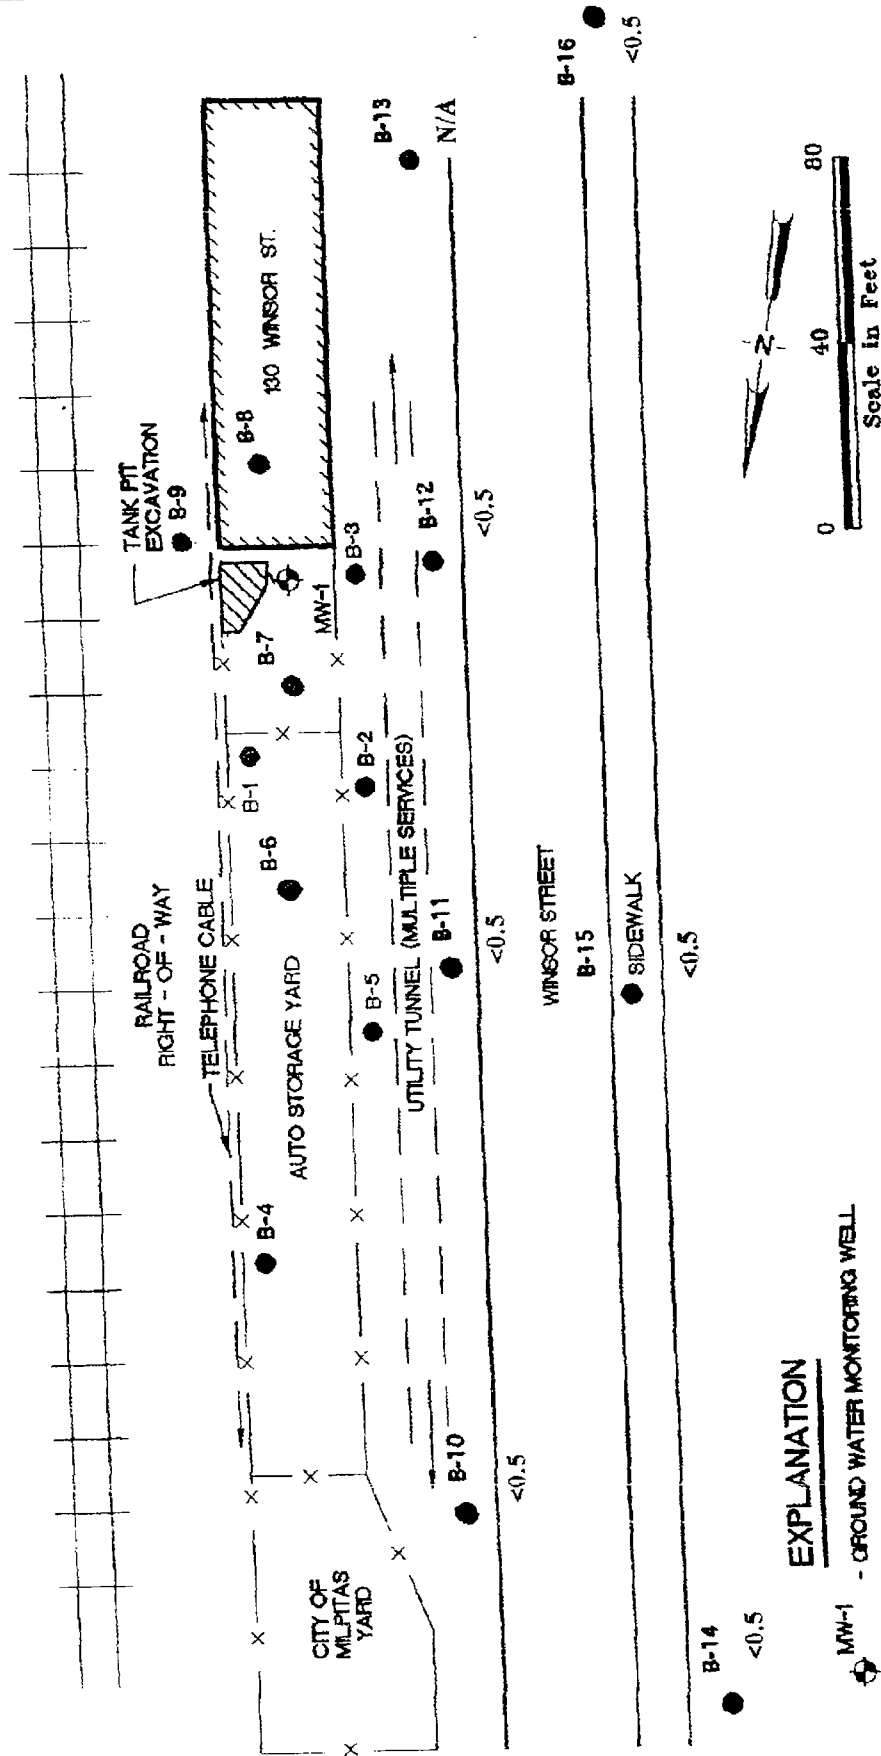 RAILROAD
RIGHT-OF-WAY
TELEPHONE CABLE
TANK PIT
EXCAVATION
B-9
B-8
130 WINSOR ST.
B-7
MW-1
B-3
B-1
B-2
B-6
AUTO STORAGE YARD
B-5
B-4
CITY OF
MILPITAS
YARD
UTILITY TUNNEL (MULTIPLE SERVICES)
B-10
<0.5
B-11
<0.5
B-12
<0.5
B-13
N/A
WINSOR STREET
B-15
SIDEWALK
<0.5
B-16
<0.5
B-14
<0.5
N
0 40 80
Scale in Feet
EXPLANATION
MW-1 - GROUND WATER MONITORING WELL